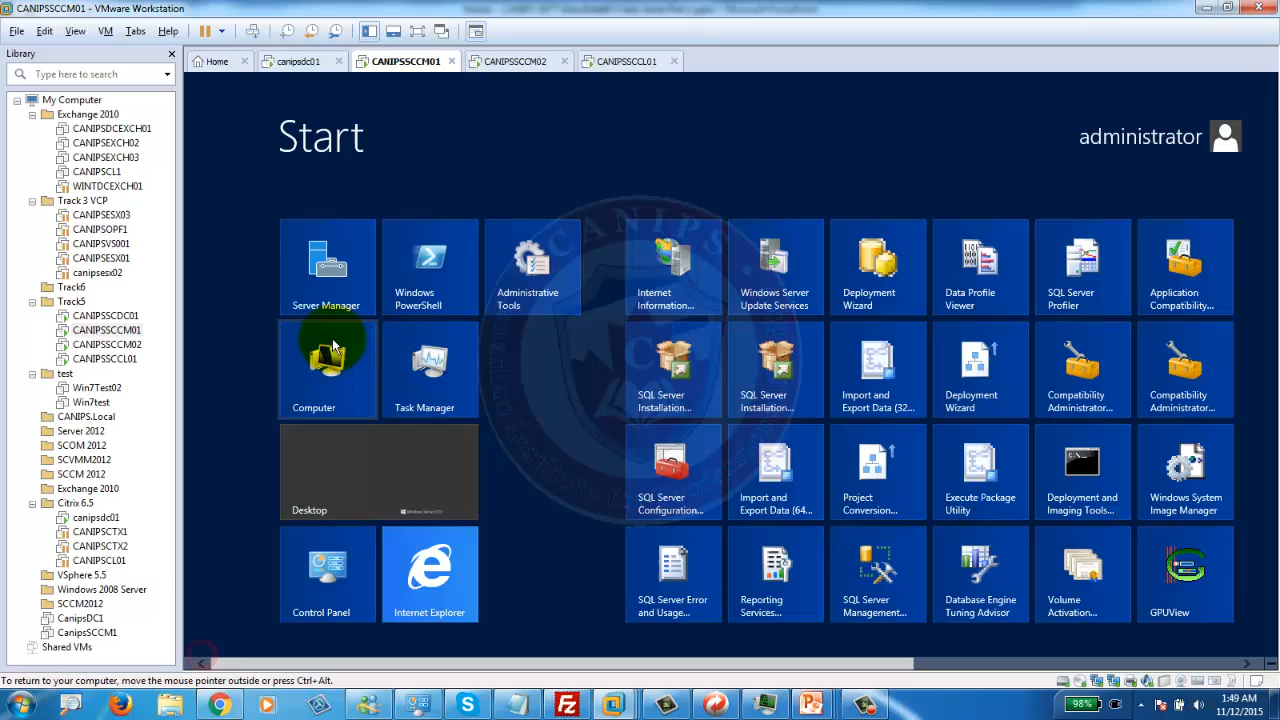 CANIPSSCCM01 - VMware Workstation
File Edit View VM Tabs Help
Library
Type here to search
My Computer
Exchange 2010
CANIPSDCEXCH01
CANIPSEXCH02
CANIPSEXCH03
CANIPSCL1
WINTDCEXCH01
Track 3 VCP
CANIPSESX03
CANIPSOPF1
CANIPSVS001
CANIPSESX01
canipsesx02
Track6
Track5
CANIPSSCDC01
CANIPSSCCM01
CANIPSSCCM02
CANIPSSCCL01
test
Win7Test02
Win7test
CANIPS.Local
Server 2012
SCOM 2012
SCVMM2012
SCCM 2012
Exchange 2010
Citrix 6.5
canipsdc01
CANIPSCTX1
CANIPSCTX2
CANIPSCL01
VSphere 5.5
Windows 2008 Server
SCCM2012
CanipsDC1
CanipsSCCM1
Shared VMs
Home canipsdc01 CANIPSSCCM01 CANIPSSCCM02 CANIPSSCCL01
Start
administrator
Server Manager
Windows
PowerShell
Administrative
Tools
Internet
Information...
Windows Server
Update Services
Deployment
Wizard
Data Profile
Viewer
SQL Server
Profiler
Application
Compatibility...
Computer
Task Manager
SQL Server
Installation...
SQL Server
Installation...
Import and
Export Data (32...
Deployment
Wizard
Compatibility
Administrator...
Compatibility
Administrator...
Desktop
SQL Server
Configuration...
Import and
Export Data (64...
Project
Conversion...
Execute Package
Utility
Deployment and
Imaging Tools...
Windows System
Image Manager
Control Panel
Internet Explorer
SQL Server Error
and Usage...
Reporting
Services...
SQL Server
Management...
Database Engine
Tuning Advisor
Volume
Activation...
GPUView
CANIPS
To return to your computer, move the mouse pointer outside or press Ctrl+Alt.
98%
1:49 AM
11/12/2015